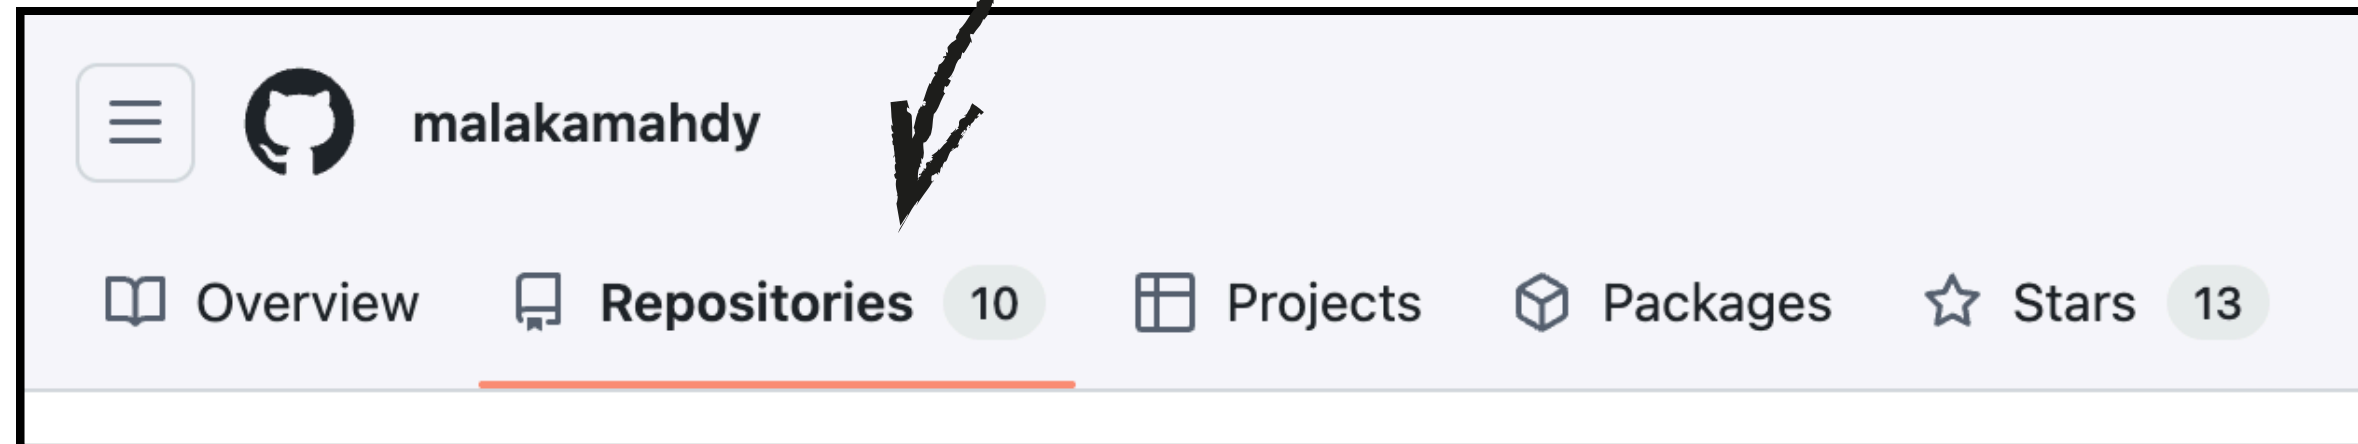 malakamahdy
Overview Repositories 10 Projects Packages Stars 13